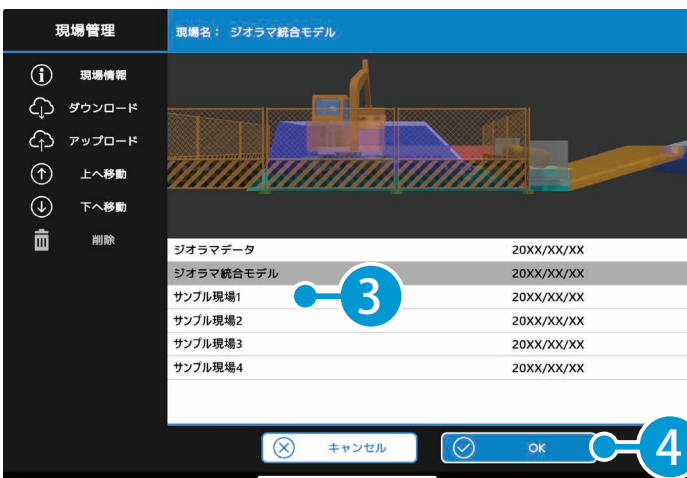 現場管理
現場名： ジオラマ統合モデル
現場情報
ダウンロード
アップロード
上へ移動
下へ移動
削除
ジオラマデータ 20XX/XX/XX
ジオラマ統合モデル 20XX/XX/XX
サンプル現場1 20XX/XX/XX
3
サンプル現場2 20XX/XX/XX
サンプル現場3 20XX/XX/XX
サンプル現場4 20XX/XX/XX
キャンセル
OK
4